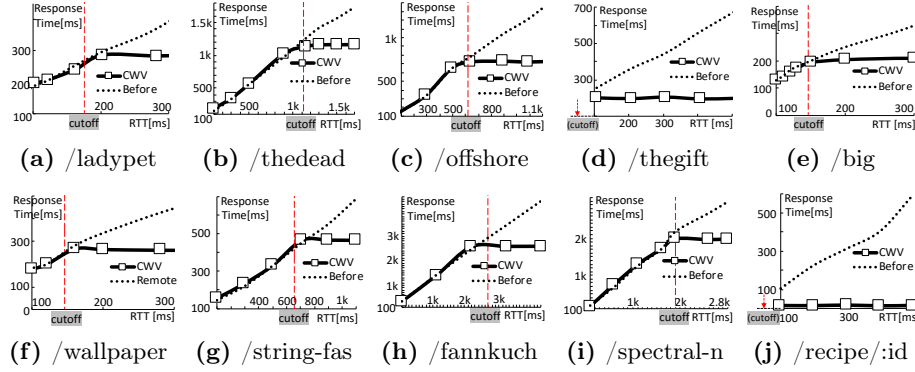 Response
Time[ms]
300
200
100
200
300
CWV
Before
cutoff
RTT[ms]
(a) /ladypet
Response
Time[ms]
1.5k
1k
500
100
500
1k
1.5k
CWV
Before
cutoff
RTT[ms]
(b) /thedead
Response
Time[ms]
1k
500
100
300
500
800
1.1k
CWV
Before
cutoff
RTT[ms]
(c) /offshore
Response
Time[ms]
600
400
200
100
300
CWV
Before
(cutoff)
RTT[ms]
(d) /thegift
Response
Time[ms]
300
200
100
0
100
200
300
CWV
Before
cutoff
RTT [ms]
(e) /big
Response
Time[ms]
300
200
0
100
200
300
CWV
Remote
cutoff
RTT [ms]
(f) /wallpaper
Response
Time[ms]
500
300
100
400
600
800
1k
CWV
Before
cutoff
RTT [ms]
(g) /string-fas
Response
Time[ms]
4k
3k
2k
1k
100
1k
2k
3k
CWV
Before
cutoff
RTT [ms]
(h) /fannkuch
Response
Time[ms]
2k
1k
100
1k
2k
2.8k
CWV
Before
cutoff
RTT [ms]
(i) /spectral-n
Response
Time[ms]
500
300
100
100
300
CWV
Before
(cutoff)
RTT [ms]
(j) /recipe/:id